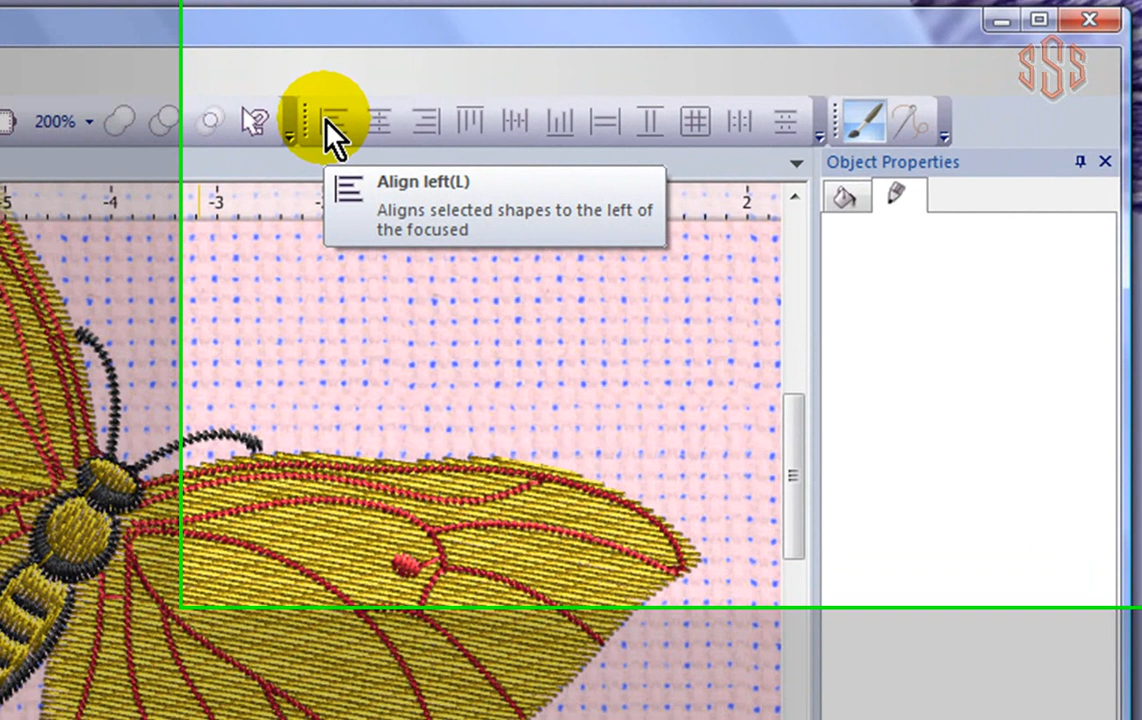 SSS
200%
Object Properties
-5 -4 -3 2
Align left(L)
Aligns selected shapes to the left of
the focused